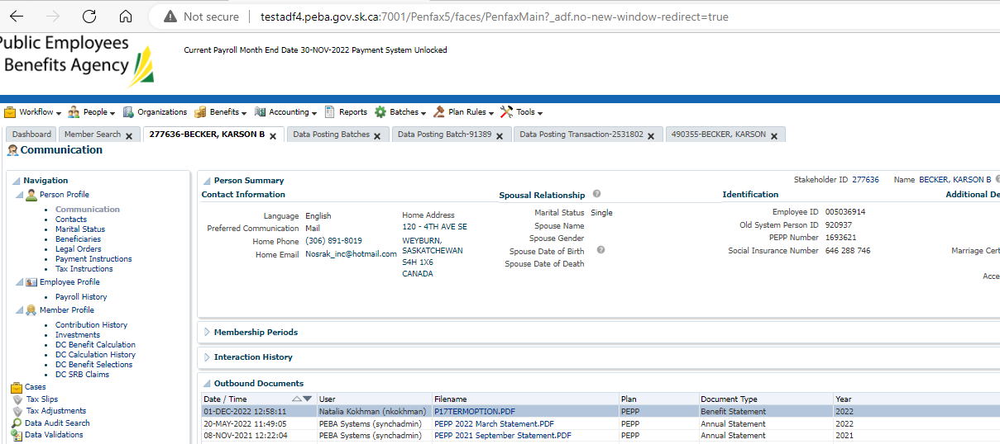 Not secure
testadf4.peba.gov.sk.ca:7001/Penfax5/faces/PenfaxMain?_adf.no-new-window-redirect=true
Public Employees
Benefits Agency
Current Payroll Month End Date 30-NOV-2022 Payment System Unlocked
Workflow People Organizations Benefits Accounting Reports Batches Plan Rules Tools
Dashboard Member Search 277636-BECKER, KARSON B Data Posting Batches Data Posting Batch-91389 Data Posting Transaction-2531802 490355-BECKER, KARSON
Communication
Navigation
Person Profile
Communication
Contacts
Marital Status
Beneficiaries
Legal Orders
Payment Instructions
Tax Instructions
Employee Profile
Payroll History
Member Profile
Contribution History
Investments
DC Benefit Calculation
DC Calculation History
DC Benefit Selections
DC SRB Claims
Cases
Tax Slips
Tax Adjustments
Data Audit Search
Data Validations
Person Summary
Stakeholder ID 277636 Name BECKER, KARSON B
Contact Information
Language English
Preferred Communication Mail
Home Phone (306) 891-8019
Home Email Nosrak_inc@hotmail.com
Home Address
120 - 4TH AVE SE
WEYBURN,
SASKATCHEWAN
S4H 1X6
CANADA
Spousal Relationship
Marital Status Single
Spouse Name
Spouse Gender
Spouse Date of Birth
Spouse Date of Death
Identification
Employee ID 005036914
Old System Person ID 920937
PEPP Number 1693621
Social Insurance Number 646 288 746
Additional De
Marriage Cert
Acce
Membership Periods
Interaction History
Outbound Documents
Date / Time User Filename Plan Document Type Year
01-DEC-2022 12:58:11 Natalia Kokhman (nkokhman) P17TERMOPTION.PDF PEPP Benefit Statement 2022
20-MAY-2022 11:49:05 PEBA Systems (synchadmin) PEPP 2022 March Statement.PDF PEPP Annual Statement 2022
08-NOV-2021 12:22:04 PEBA Systems (synchadmin) PEPP 2021 September Statement.PDF PEPP Annual Statement 2021